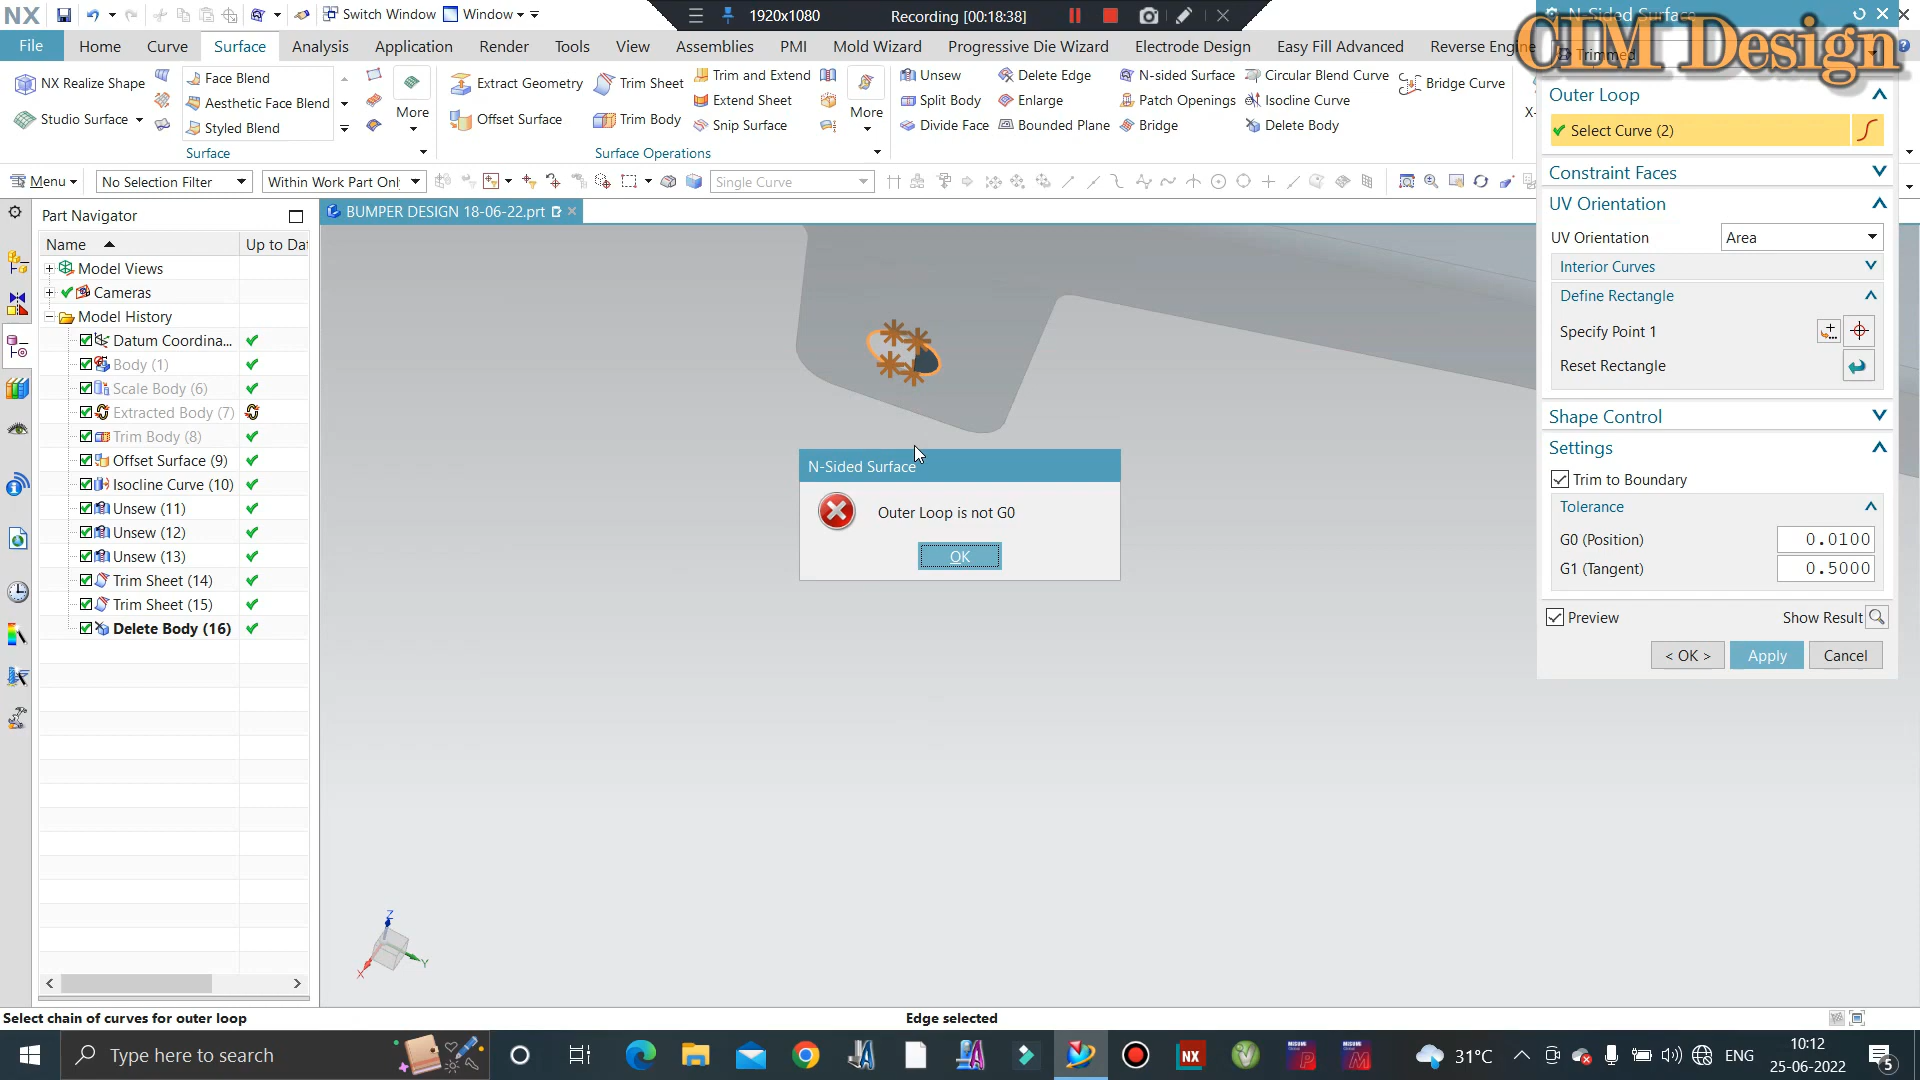 NX Switch Window Window 1920x1080 Recording [00:18:38] N-Sided Surface
CIM Design
Trimmed
File Home Curve Surface Analysis Application Render Tools View Assemblies PMI Mold Wizard Progressive Die Wizard Electrode Design Easy Fill Advanced Reverse Engine
NX Realize Shape
Studio Surface
Face Blend
Aesthetic Face Blend
Styled Blend
More
Surface
Extract Geometry
Offset Surface
Trim Sheet
Trim Body
Trim and Extend
Extend Sheet
Snip Surface
More
Surface Operations
Unsew
Split Body
Divide Face
Delete Edge
Enlarge
Bounded Plane
N-sided Surface
Patch Openings
Bridge
Circular Blend Curve
Isocline Curve
Delete Body
Bridge Curve
X-
Menu No Selection Filter Within Work Part Onl Single Curve
Part Navigator
BUMPER DESIGN 18-06-22.prt
Name Up to Dat
Model Views
Cameras
Model History
Datum Coordina...
Body (1)
Scale Body (6)
Extracted Body (7)
Trim Body (8)
Offset Surface (9)
Isocline Curve (10)
Unsew (11)
Unsew (12)
Unsew (13)
Trim Sheet (14)
Trim Sheet (15)
Delete Body (16)
N-Sided Surface
Outer Loop is not G0
OK
Z
Y
X
Outer Loop
Select Curve (2)
Constraint Faces
UV Orientation
UV Orientation Area
Interior Curves
Define Rectangle
Specify Point 1
Reset Rectangle
Shape Control
Settings
Trim to Boundary
Tolerance
G0 (Position) 0.0100
G1 (Tangent) 0.5000
Preview Show Result
< OK > Apply Cancel
Select chain of curves for outer loop Edge selected
Type here to search
NX
P
M
31°C
ENG
10:12
25-06-2022
5